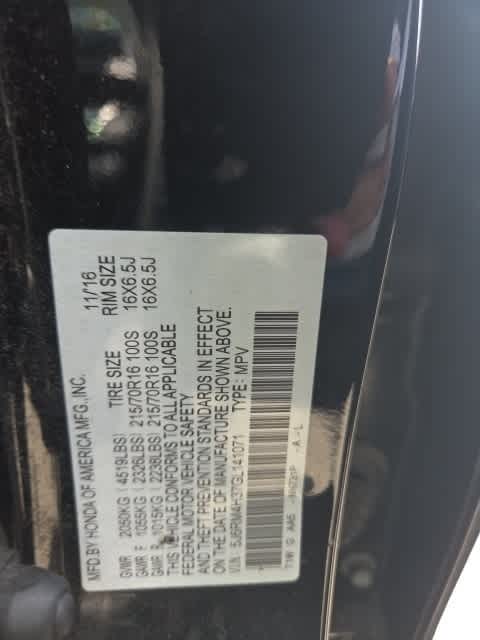 MFD.BY HONDA OF AMERICA MFG.,INC. 11/'16
TIRE SIZE RIM SIZE
GVWR 2050KG (4519LBS)
GAWR F 1055KG (2326LBS) 215/70R16 100S 16X6.5J
GAWR R 1015KG (2238LBS) 215/70R16 100S 16X6.5J
THIS VEHICLE CONFORMS TO ALL APPLICABLE
FEDERAL MOTOR VEHICLE SAFETY
AND THEFT PREVENTION STANDARDS IN EFFECT
ON THE DATE OF MANUFACTURE SHOWN ABOVE.
V.I.N. 5J6RM4H37GL141071 TYPE: MPV
-A-L